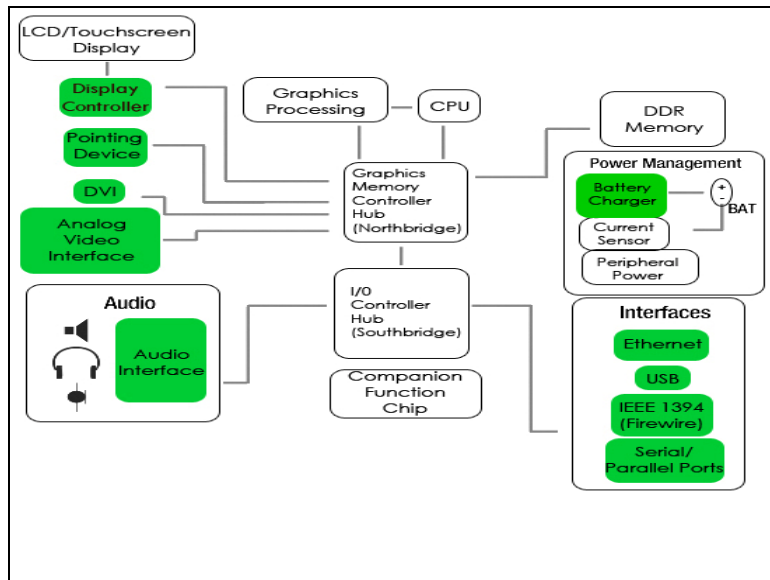 LCD/Touchscreen
Display
Display
Controller
Pointing
Device
DVI
Analog
Video
Interface
Graphics
Processing
CPU
DDR
Memory
Graphics
Memory
Controller
Hub
(Northbridge)
Power Management
Battery
Charger
+
-
BAT
Current
Sensor
Peripheral
Power
Audio
Audio
Interface
I/0
Controller
Hub
(Southbridge)
Companion
Function
Chip
Interfaces
Ethernet
USB
IEEE 1394
(Firewire)
Serial/
Parallel Ports